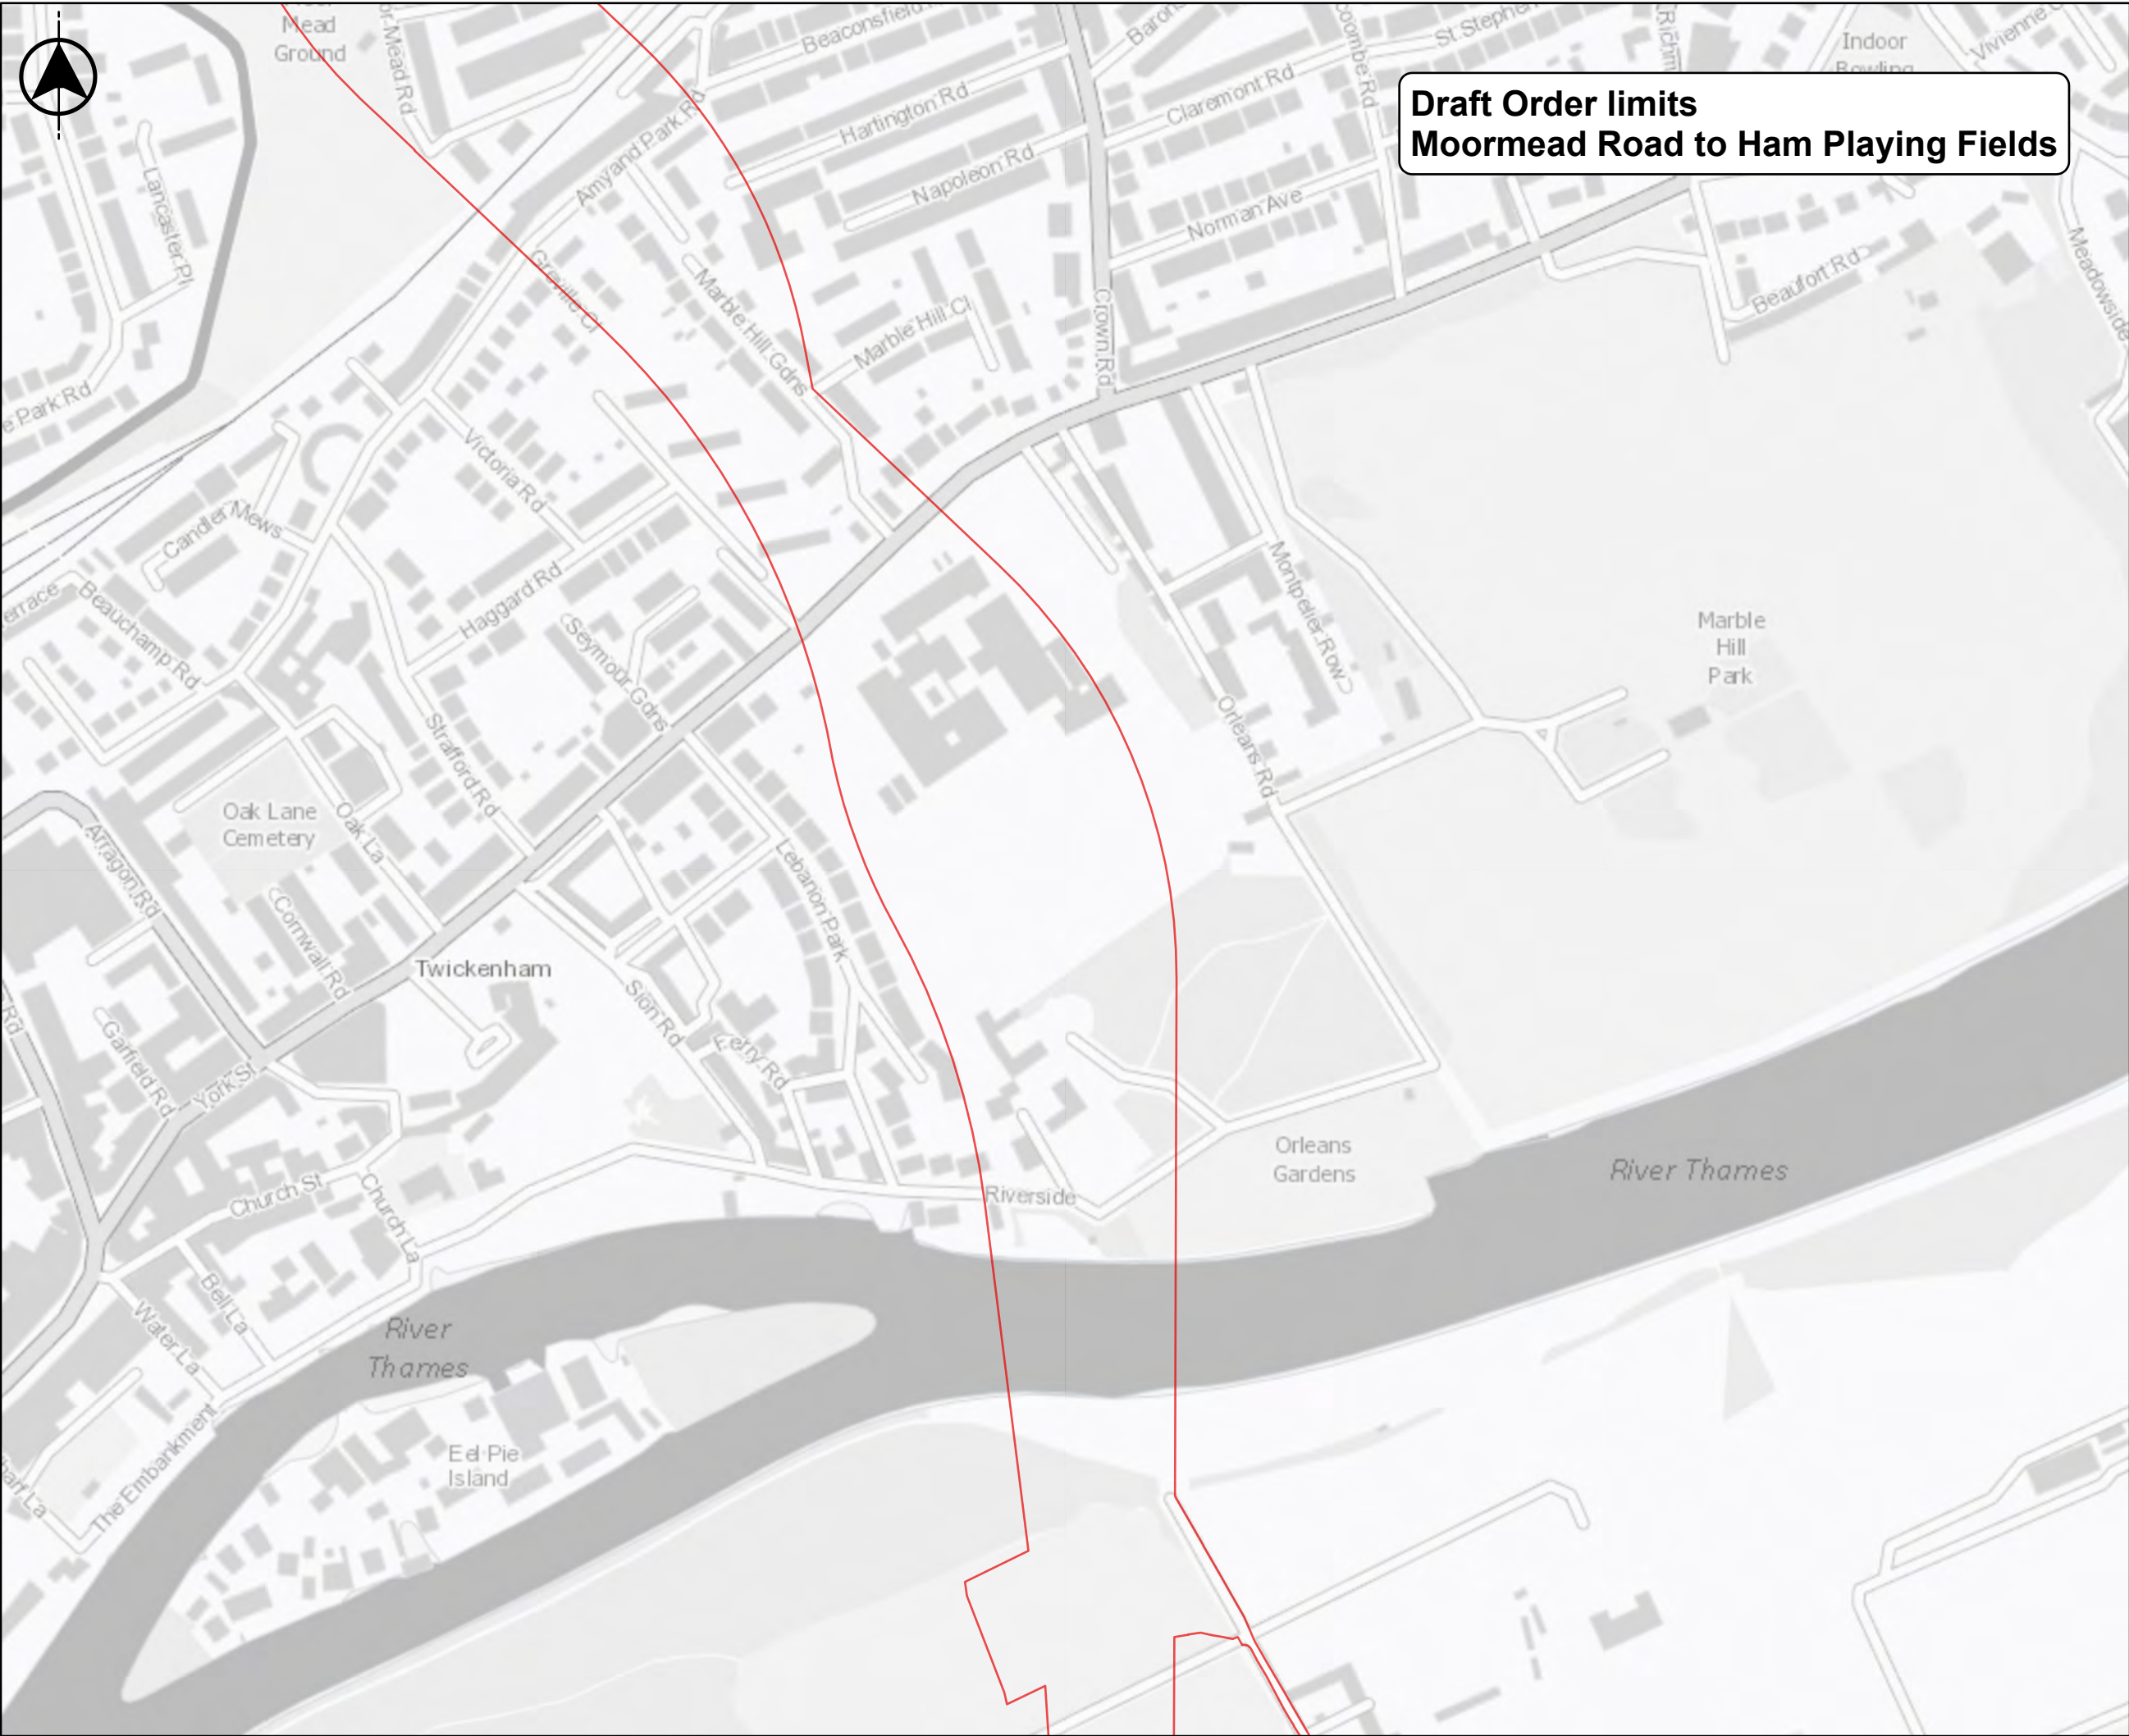 Draft Order limits
Moormead Road to Ham Playing Fields
Mead
Ground
Beaconsfield
St Stephen
Indoor
Bowling
Vivienne
Hartington Rd
Claremont Rd
Napoleon Rd
Norman Ave
Amyand Park Rd
Lancaster Pl
Greville Cl
Marble Hill Gdns
Marble Hill Cl
Crown Rd
Beaufort Rd
Meadowside
Park Rd
Victoria Rd
Candler Mews
Haggard Rd
Beauchamp Rd
Seymour Gdns
Strafford Rd
Montpelier Row
Orleans Rd
Marble
Hill
Park
Oak Lane
Cemetery
Oak La
Arragon Rd
Cornwall Rd
Lebanon Park
Twickenham
Sion Rd
Ferry Rd
Garfield Rd
York St
Church St
Church La
Riverside
Orleans
Gardens
River Thames
Bell La
Water La
River
Thames
The Embankment
Eel Pie
Island